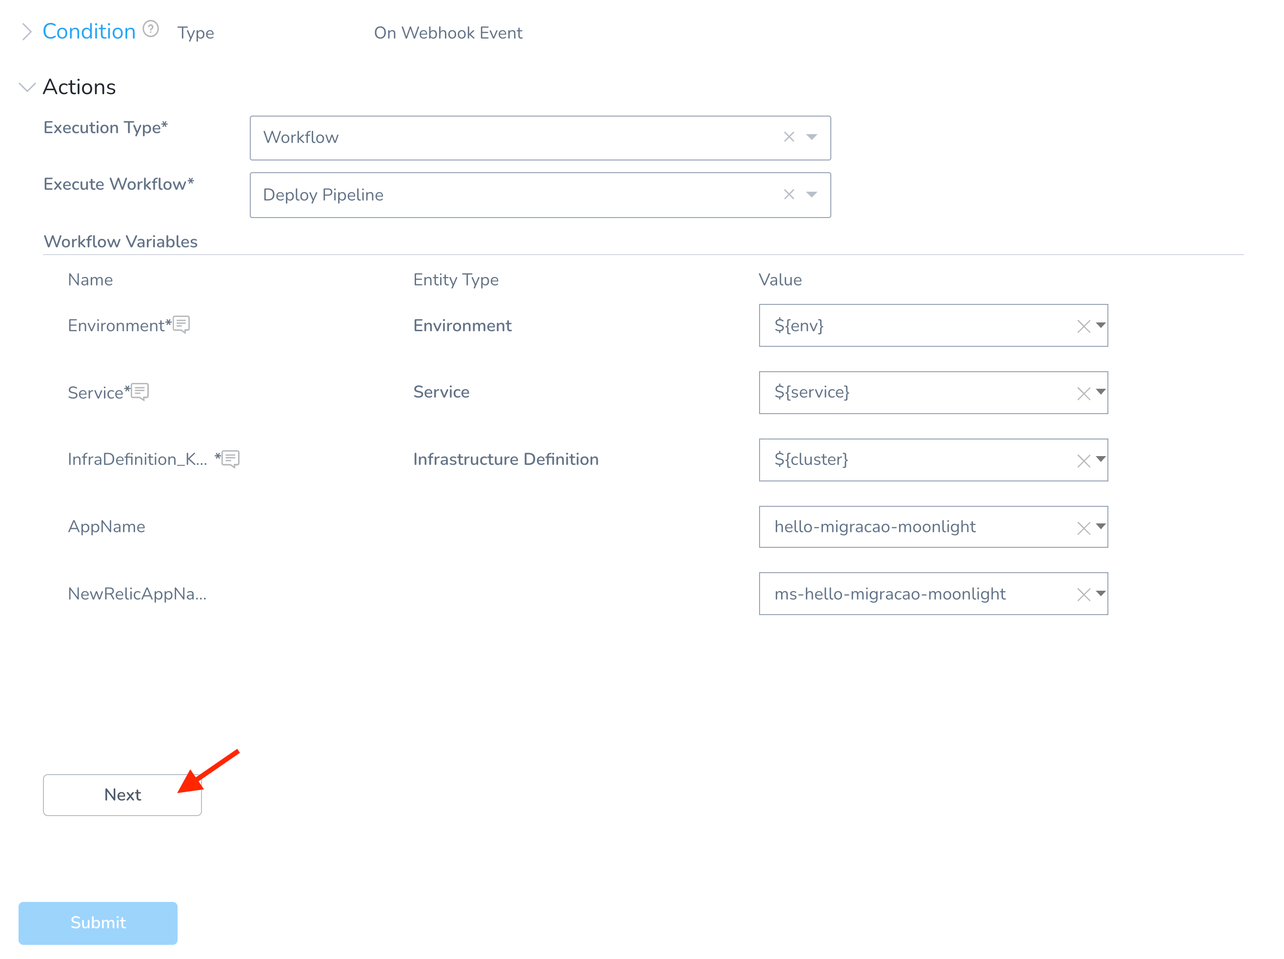 Condition ? Type On Webhook Event
Actions
Execution Type* Workflow
Execute Workflow* Deploy Pipeline
Workflow Variables
Name Entity Type Value
Environment* Environment ${env}
Service* Service ${service}
InfraDefinition_K... * Infrastructure Definition ${cluster}
AppName hello-migracao-moonlight
NewRelicAppNa... ms-hello-migracao-moonlight
Next
Submit